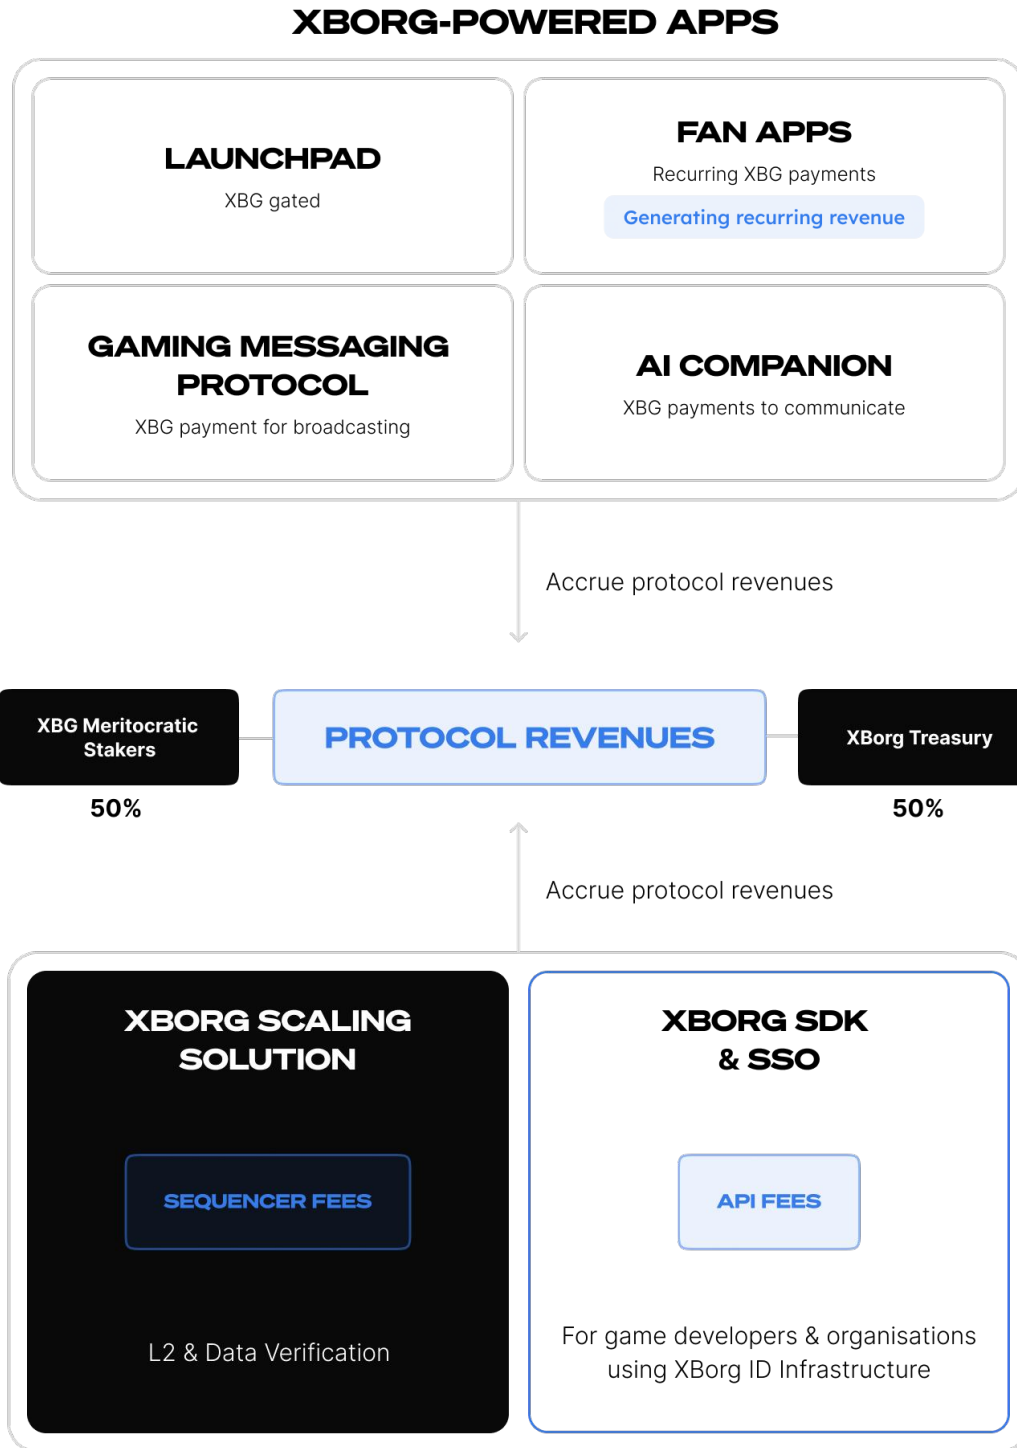 XBORG-POWERED APPS
LAUNCHPAD
XBG gated
FAN APPS
Recurring XBG payments
Generating recurring revenue
GAMING MESSAGING
PROTOCOL
XBG payment for broadcasting
AI COMPANION
XBG payments to communicate
Accrue protocol revenues
XBG Meritocratic
Stakers
50%
PROTOCOL REVENUES
XBorg Treasury
50%
Accrue protocol revenues
XBORG SCALING
SOLUTION
SEQUENCER FEES
L2 & Data Verification
XBORG SDK
& SSO
API FEES
For game developers & organisations
using XBorg ID Infrastructure